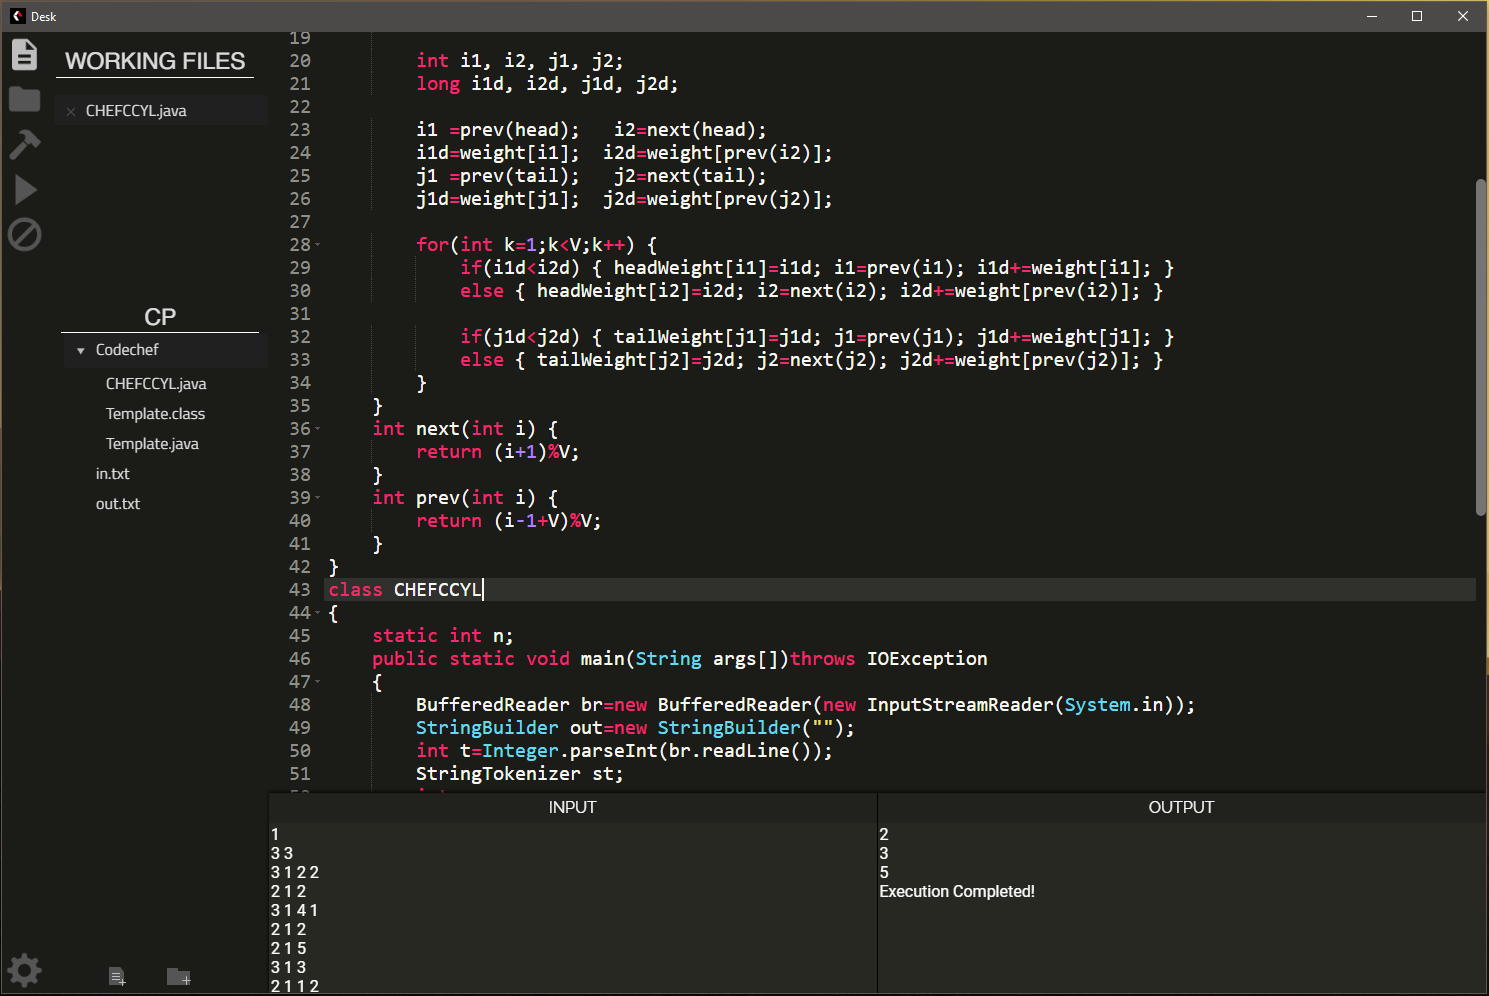 Desk
WORKING FILES
CHEFCCYL.java
CP
Codechef
CHEFCCYL.java
Template.class
Template.java
in.txt
out.txt
19
20 int i1, i2, j1, j2;
21 long i1d, i2d, j1d, j2d;
22
23 i1 =prev(head); i2=next(head);
24 i1d=weight[i1]; i2d=weight[prev(i2)];
25 j1 =prev(tail); j2=next(tail);
26 j1d=weight[j1]; j2d=weight[prev(j2)];
27
28 for(int k=1;k<V;k++) {
29 if(i1d<i2d) { headWeight[i1]=i1d; i1=prev(i1); i1d+=weight[i1]; }
30 else { headWeight[i2]=i2d; i2=next(i2); i2d+=weight[prev(i2)]; }
31
32 if(j1d<j2d) { tailWeight[j1]=j1d; j1=prev(j1); j1d+=weight[j1]; }
33 else { tailWeight[j2]=j2d; j2=next(j2); j2d+=weight[prev(j2)]; }
34 }
35 }
36 int next(int i) {
37 return (i+1)%V;
38 }
39 int prev(int i) {
40 return (i-1+V)%V;
41 }
42 }
43 class CHEFCCYL
44 {
45 static int n;
46 public static void main(String args[])throws IOException
47 {
48 BufferedReader br=new BufferedReader(new InputStreamReader(System.in));
49 StringBuilder out=new StringBuilder("");
50 int t=Integer.parseInt(br.readLine());
51 StringTokenizer st;
INPUT
1
3 3
3 1 2 2
2 1 2
3 1 4 1
2 1 2
2 1 5
3 1 3
2 1 1 2
OUTPUT
2
3
5
Execution Completed!